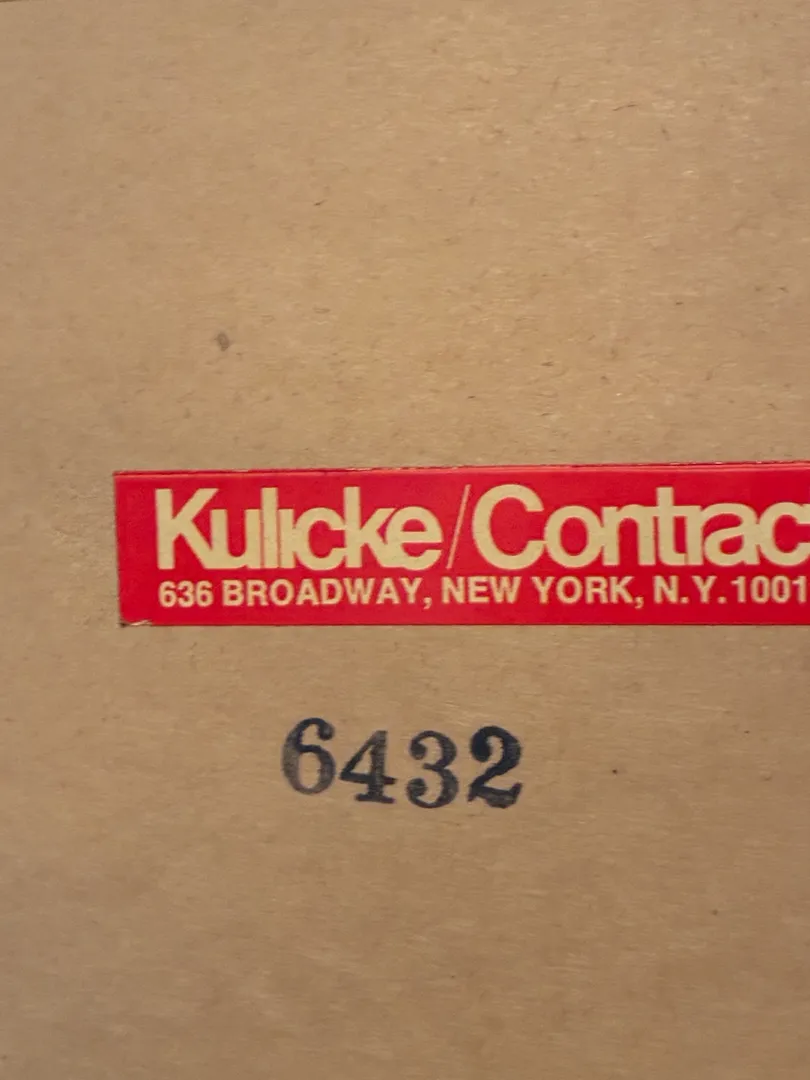 Kulicke/Contrac
636 BROADWAY, NEW YORK, N.Y.1001
6432